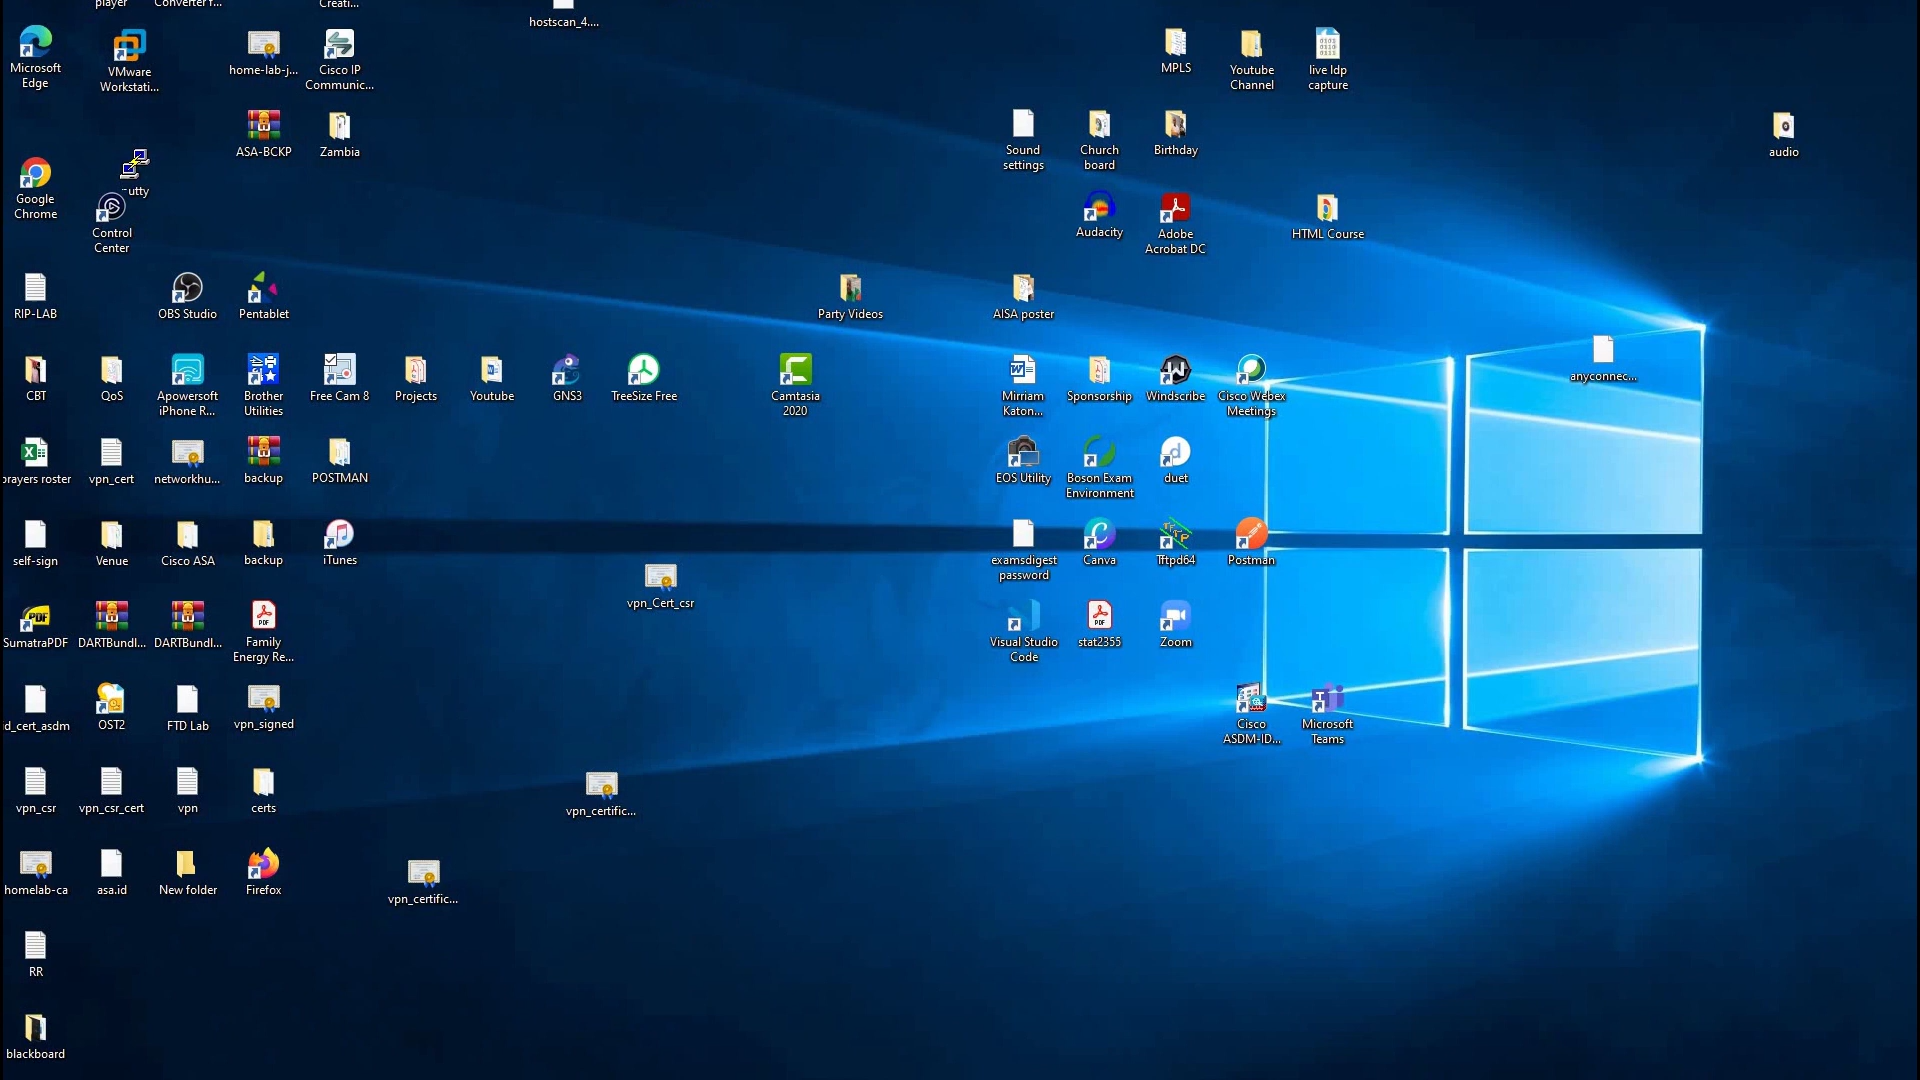 player
Converter f...
Creati...
hostscan_4....
Microsoft
Edge
VMware
Workstati...
home-lab-j...
Cisco IP
Communic...
MPLS
Youtube
Channel
live ldp
capture
ASA-BCKP
Zambia
Sound
settings
Church
board
Birthday
audio
Google
Chrome
utty
Control
Center
Audacity
Adobe
Acrobat DC
HTML Course
RIP-LAB
OBS Studio
Pentablet
Party Videos
AISA poster
anyconnec...
CBT
QoS
Apowersoft
iPhone R...
Brother
Utilities
Free Cam 8
Projects
Youtube
GNS3
TreeSize Free
Camtasia
2020
Mirriam
Katon...
Sponsorship
Windscribe
Cisco Webex
Meetings
prayers roster
vpn_cert
networkhu...
backup
POSTMAN
EOS Utility
Boson Exam
Environment
duet
self-sign
Venue
Cisco ASA
backup
iTunes
vpn_Cert_csr
examsdigest
password
Canva
Tftpd64
Postman
SumatraPDF
DARTBundl...
DARTBundl...
Family
Energy Re...
Visual Studio
Code
stat2355
Zoom
id_cert_asdm
OST2
FTD Lab
vpn_signed
Cisco
ASDM-ID...
Microsoft
Teams
vpn_csr
vpn_csr_cert
vpn
certs
vpn_certific...
homelab-ca
asa.id
New folder
Firefox
vpn_certific...
RR
blackboard